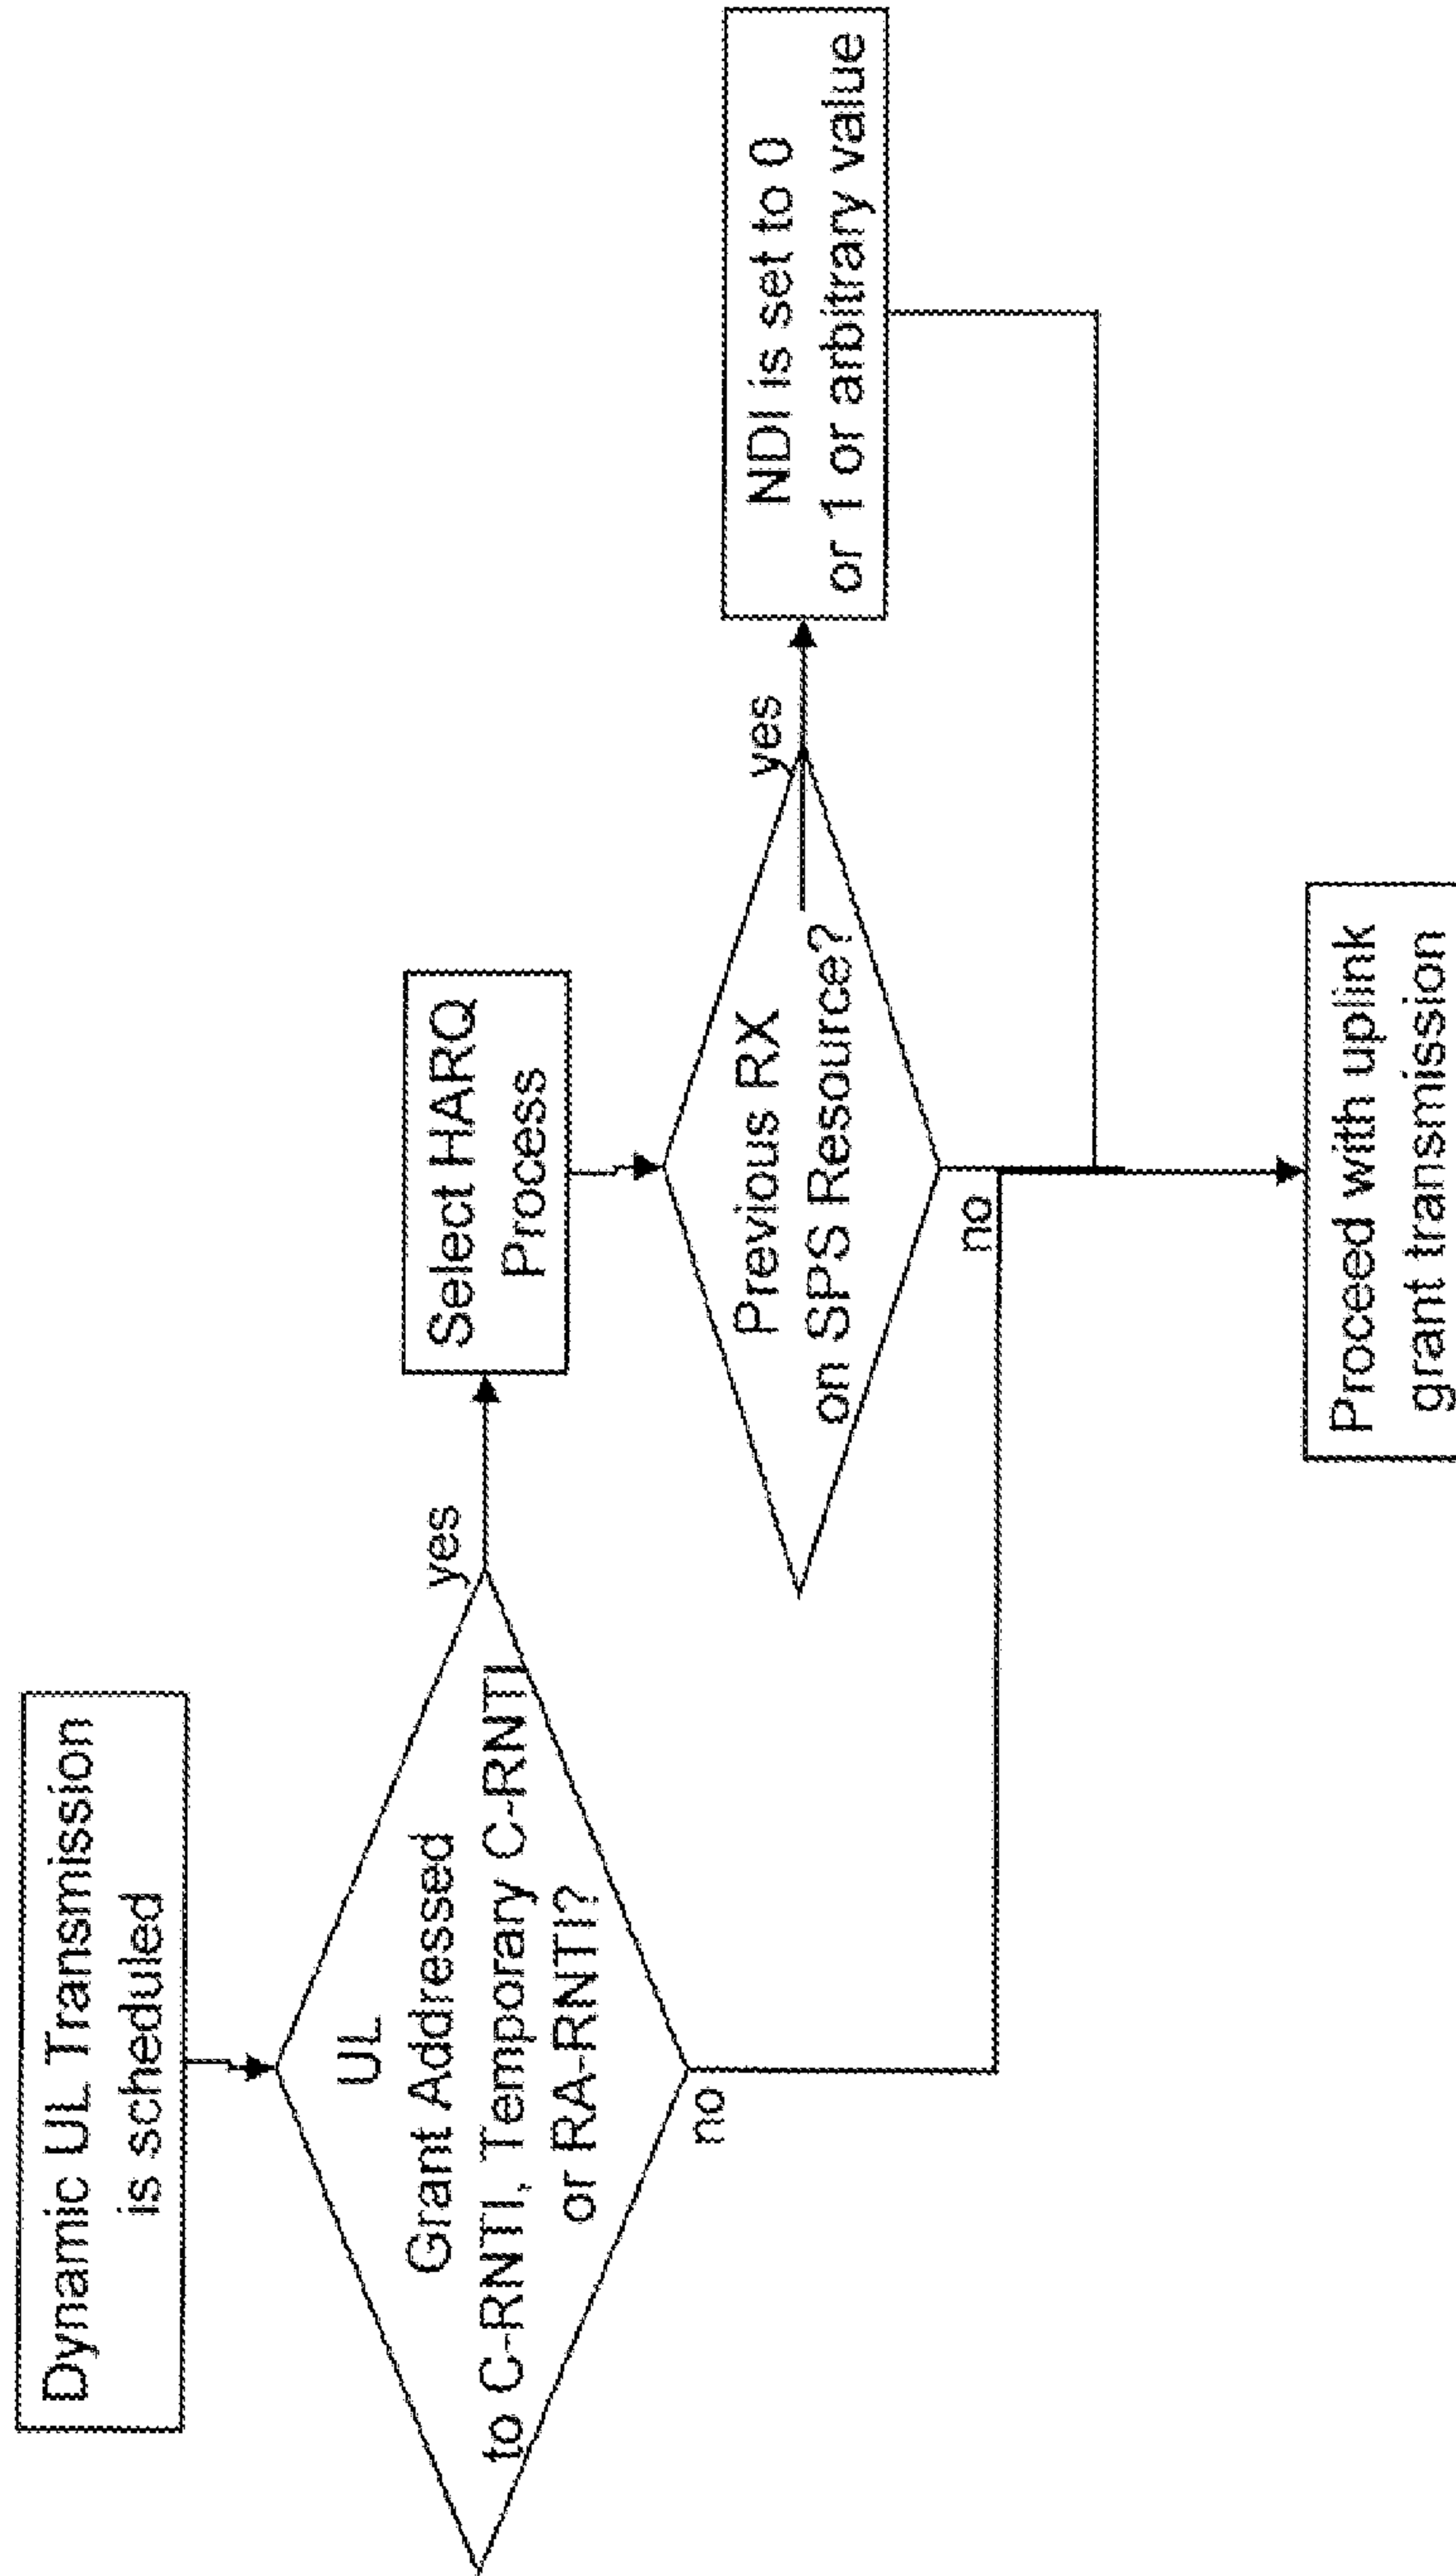 Dynamic UL Transmission
is scheduled
UL
Grant Addressed
to C-RNTI, Temporary C-RNTI
or RA-RNTI?
yes
no
Select HARQ
Process
Previous RX
on SPS Resource?
yes
no
NDI is set to 0
or 1 or arbitrary value
Proceed with uplink
grant transmission